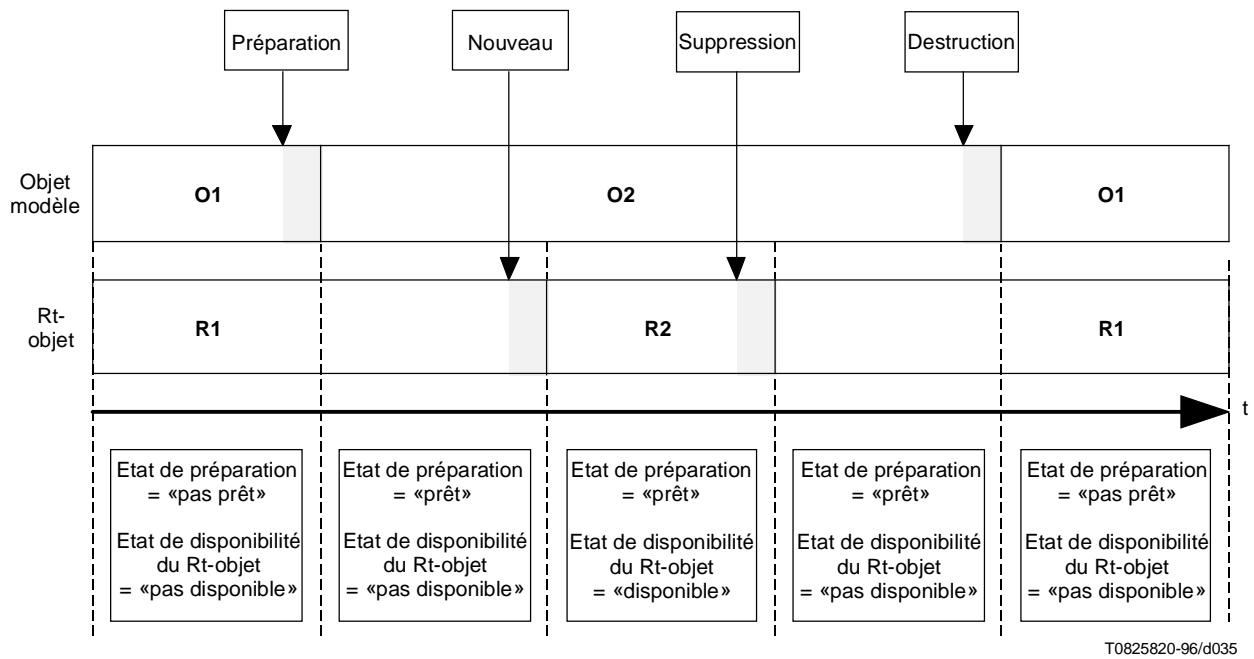 Préparation
Nouveau
Suppression
Destruction
Objet
modèle
O1
O2
O1
Rt-
objet
R1
R2
R1
t
Etat de préparation
= «pas prêt»
Etat de disponibilité
du Rt-objet
= «pas disponible»
Etat de préparation
= «prêt»
Etat de disponibilité
du Rt-objet
= «pas disponible»
Etat de préparation
= «prêt»
Etat de disponibilité
du Rt-objet
= «disponible»
Etat de préparation
= «prêt»
Etat de disponibilité
du Rt-objet
= «pas disponible»
Etat de préparation
= «pas prêt»
Etat de disponibilité
du Rt-objet
= «pas disponible»
T0825820-96/d035